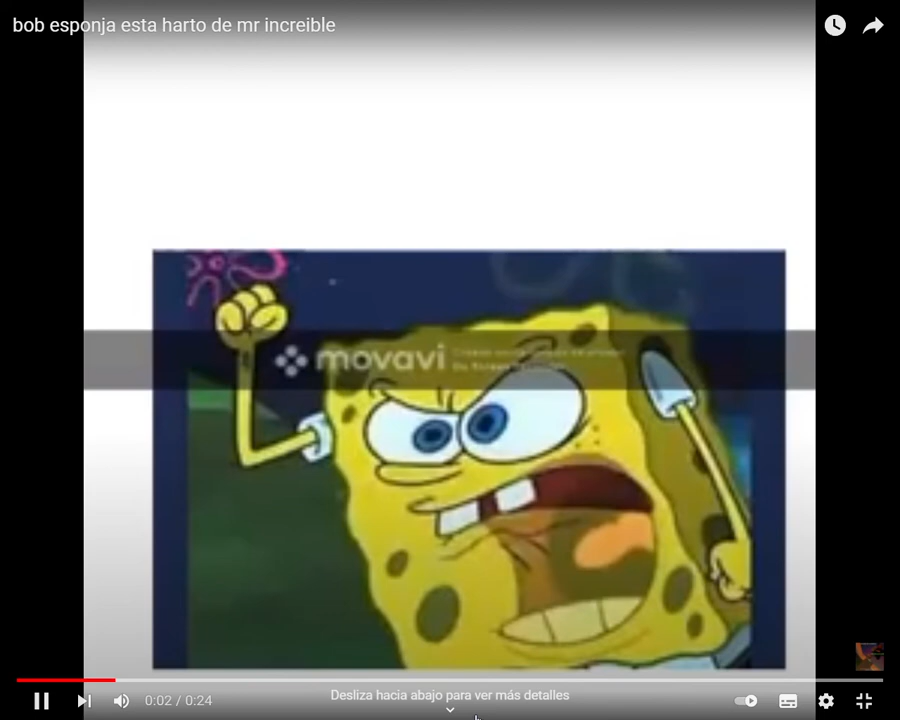 bob esponja esta harto de mr increible
movavi
0:02 / 0:24
Desliza hacia abajo para ver más detalles